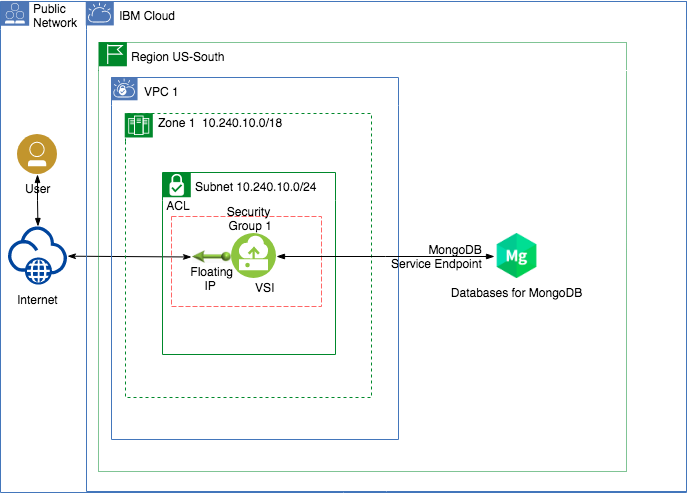 Public
Network
IBM Cloud
Region US-South
VPC 1
Zone 1 10.240.10.0/18
User
Subnet 10.240.10.0/24
ACL
Security
Group 1
Floating
IP
VSI
MongoDB
Service Endpoint
Mg
Databases for MongoDB
Internet